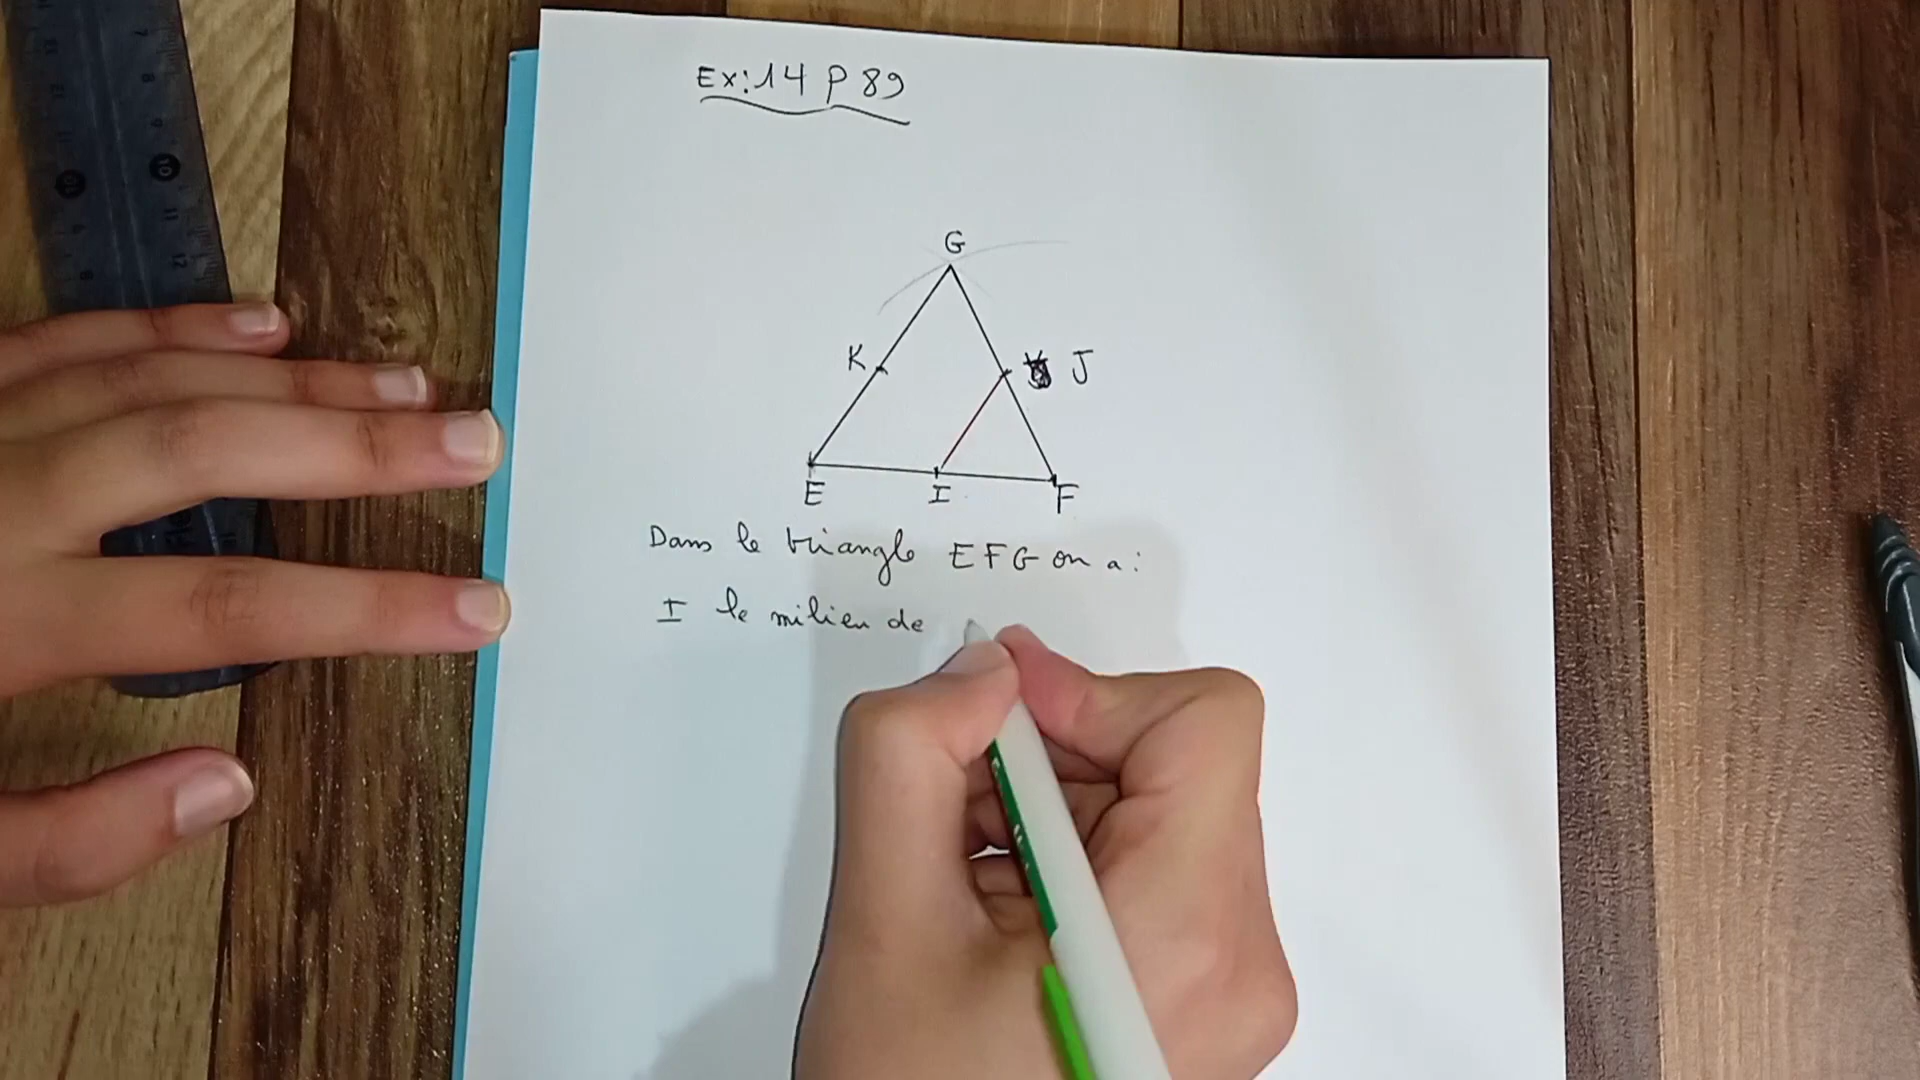 Ex: 14 P 89
G
K
J
E I F
Dans le triangle EFG on a:
I le milieu de